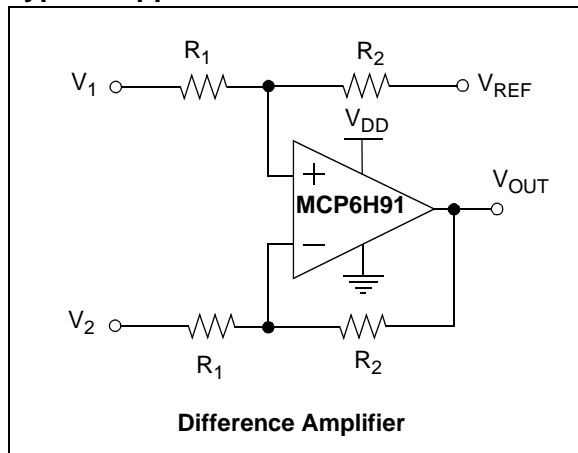 R1
R2
V1
VREF
VDD
+
MCP6H91
VOUT
−
V2
R1
R2
Difference Amplifier